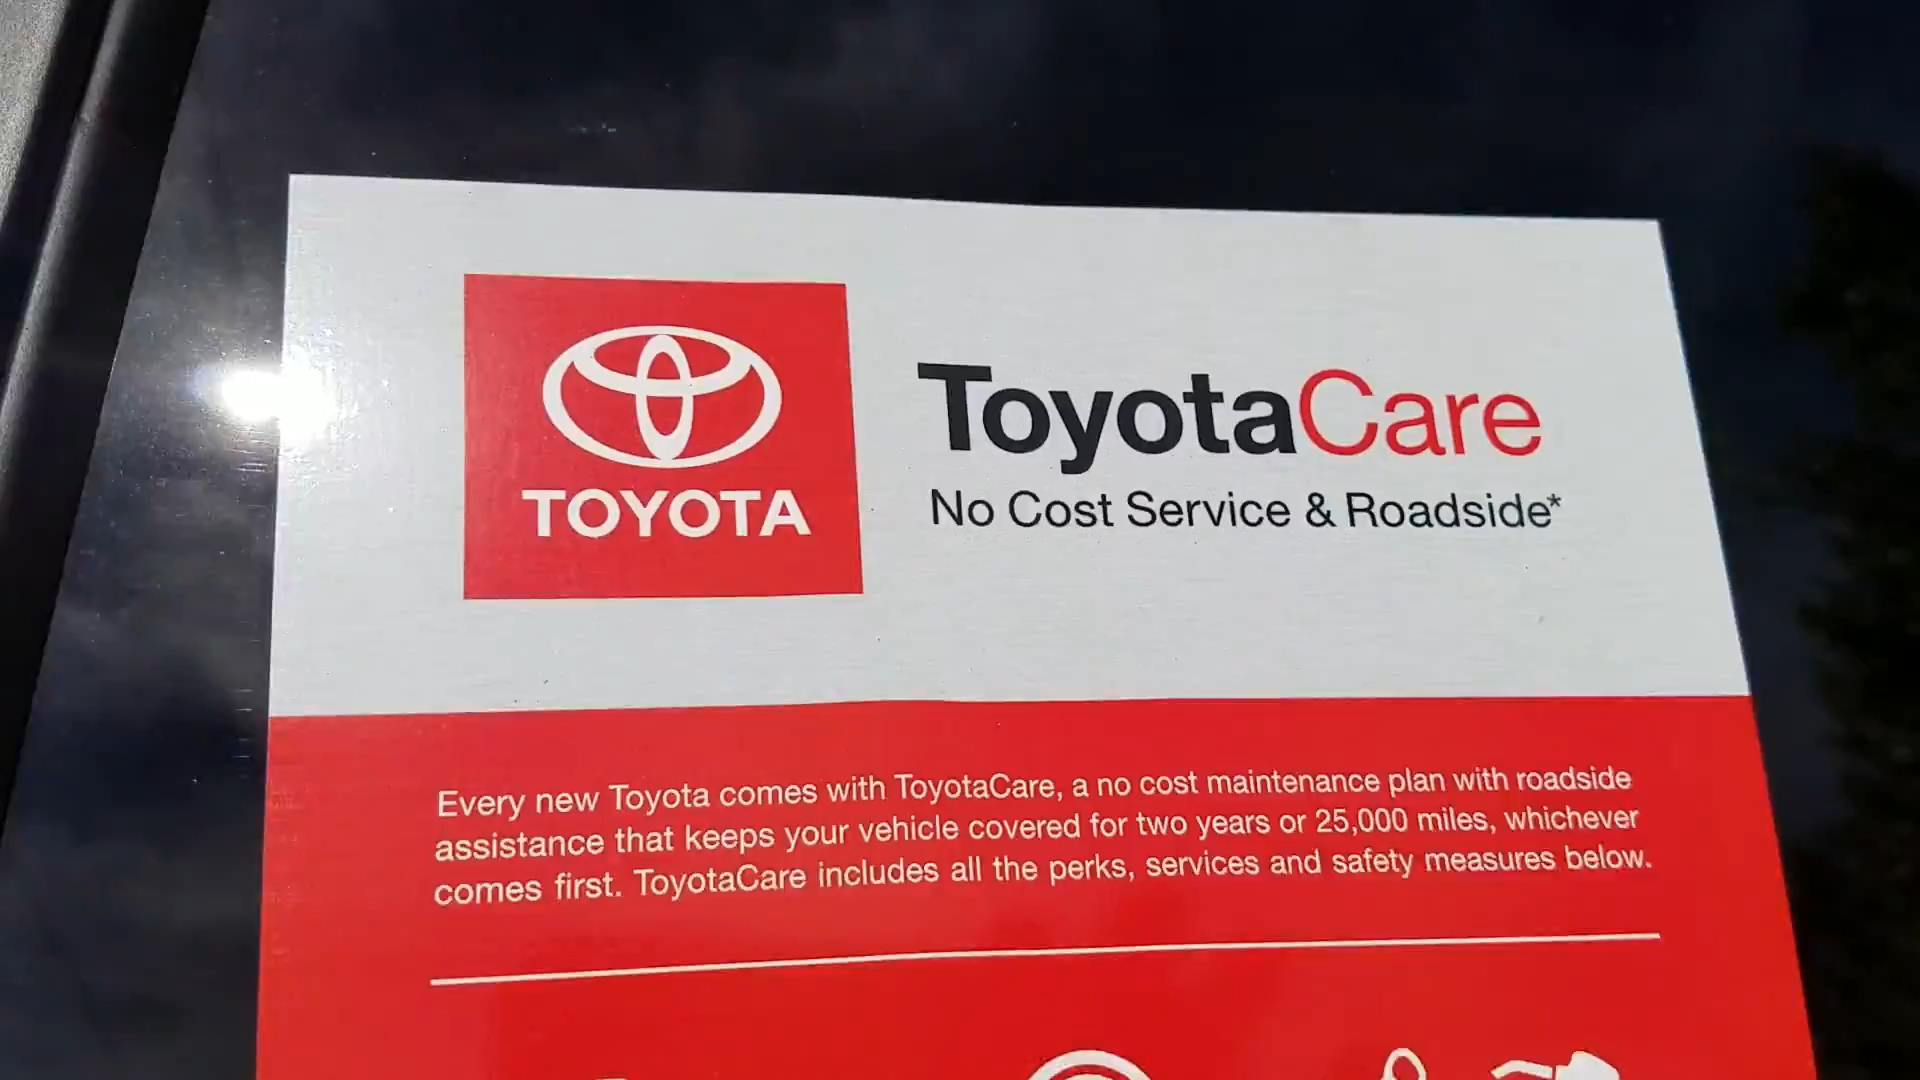 TOYOTA
ToyotaCare
No Cost Service & Roadside*
Every new Toyota comes with ToyotaCare, a no cost maintenance plan with roadside
assistance that keeps your vehicle covered for two years or 25,000 miles, whichever
comes first. ToyotaCare includes all the perks, services and safety measures below.